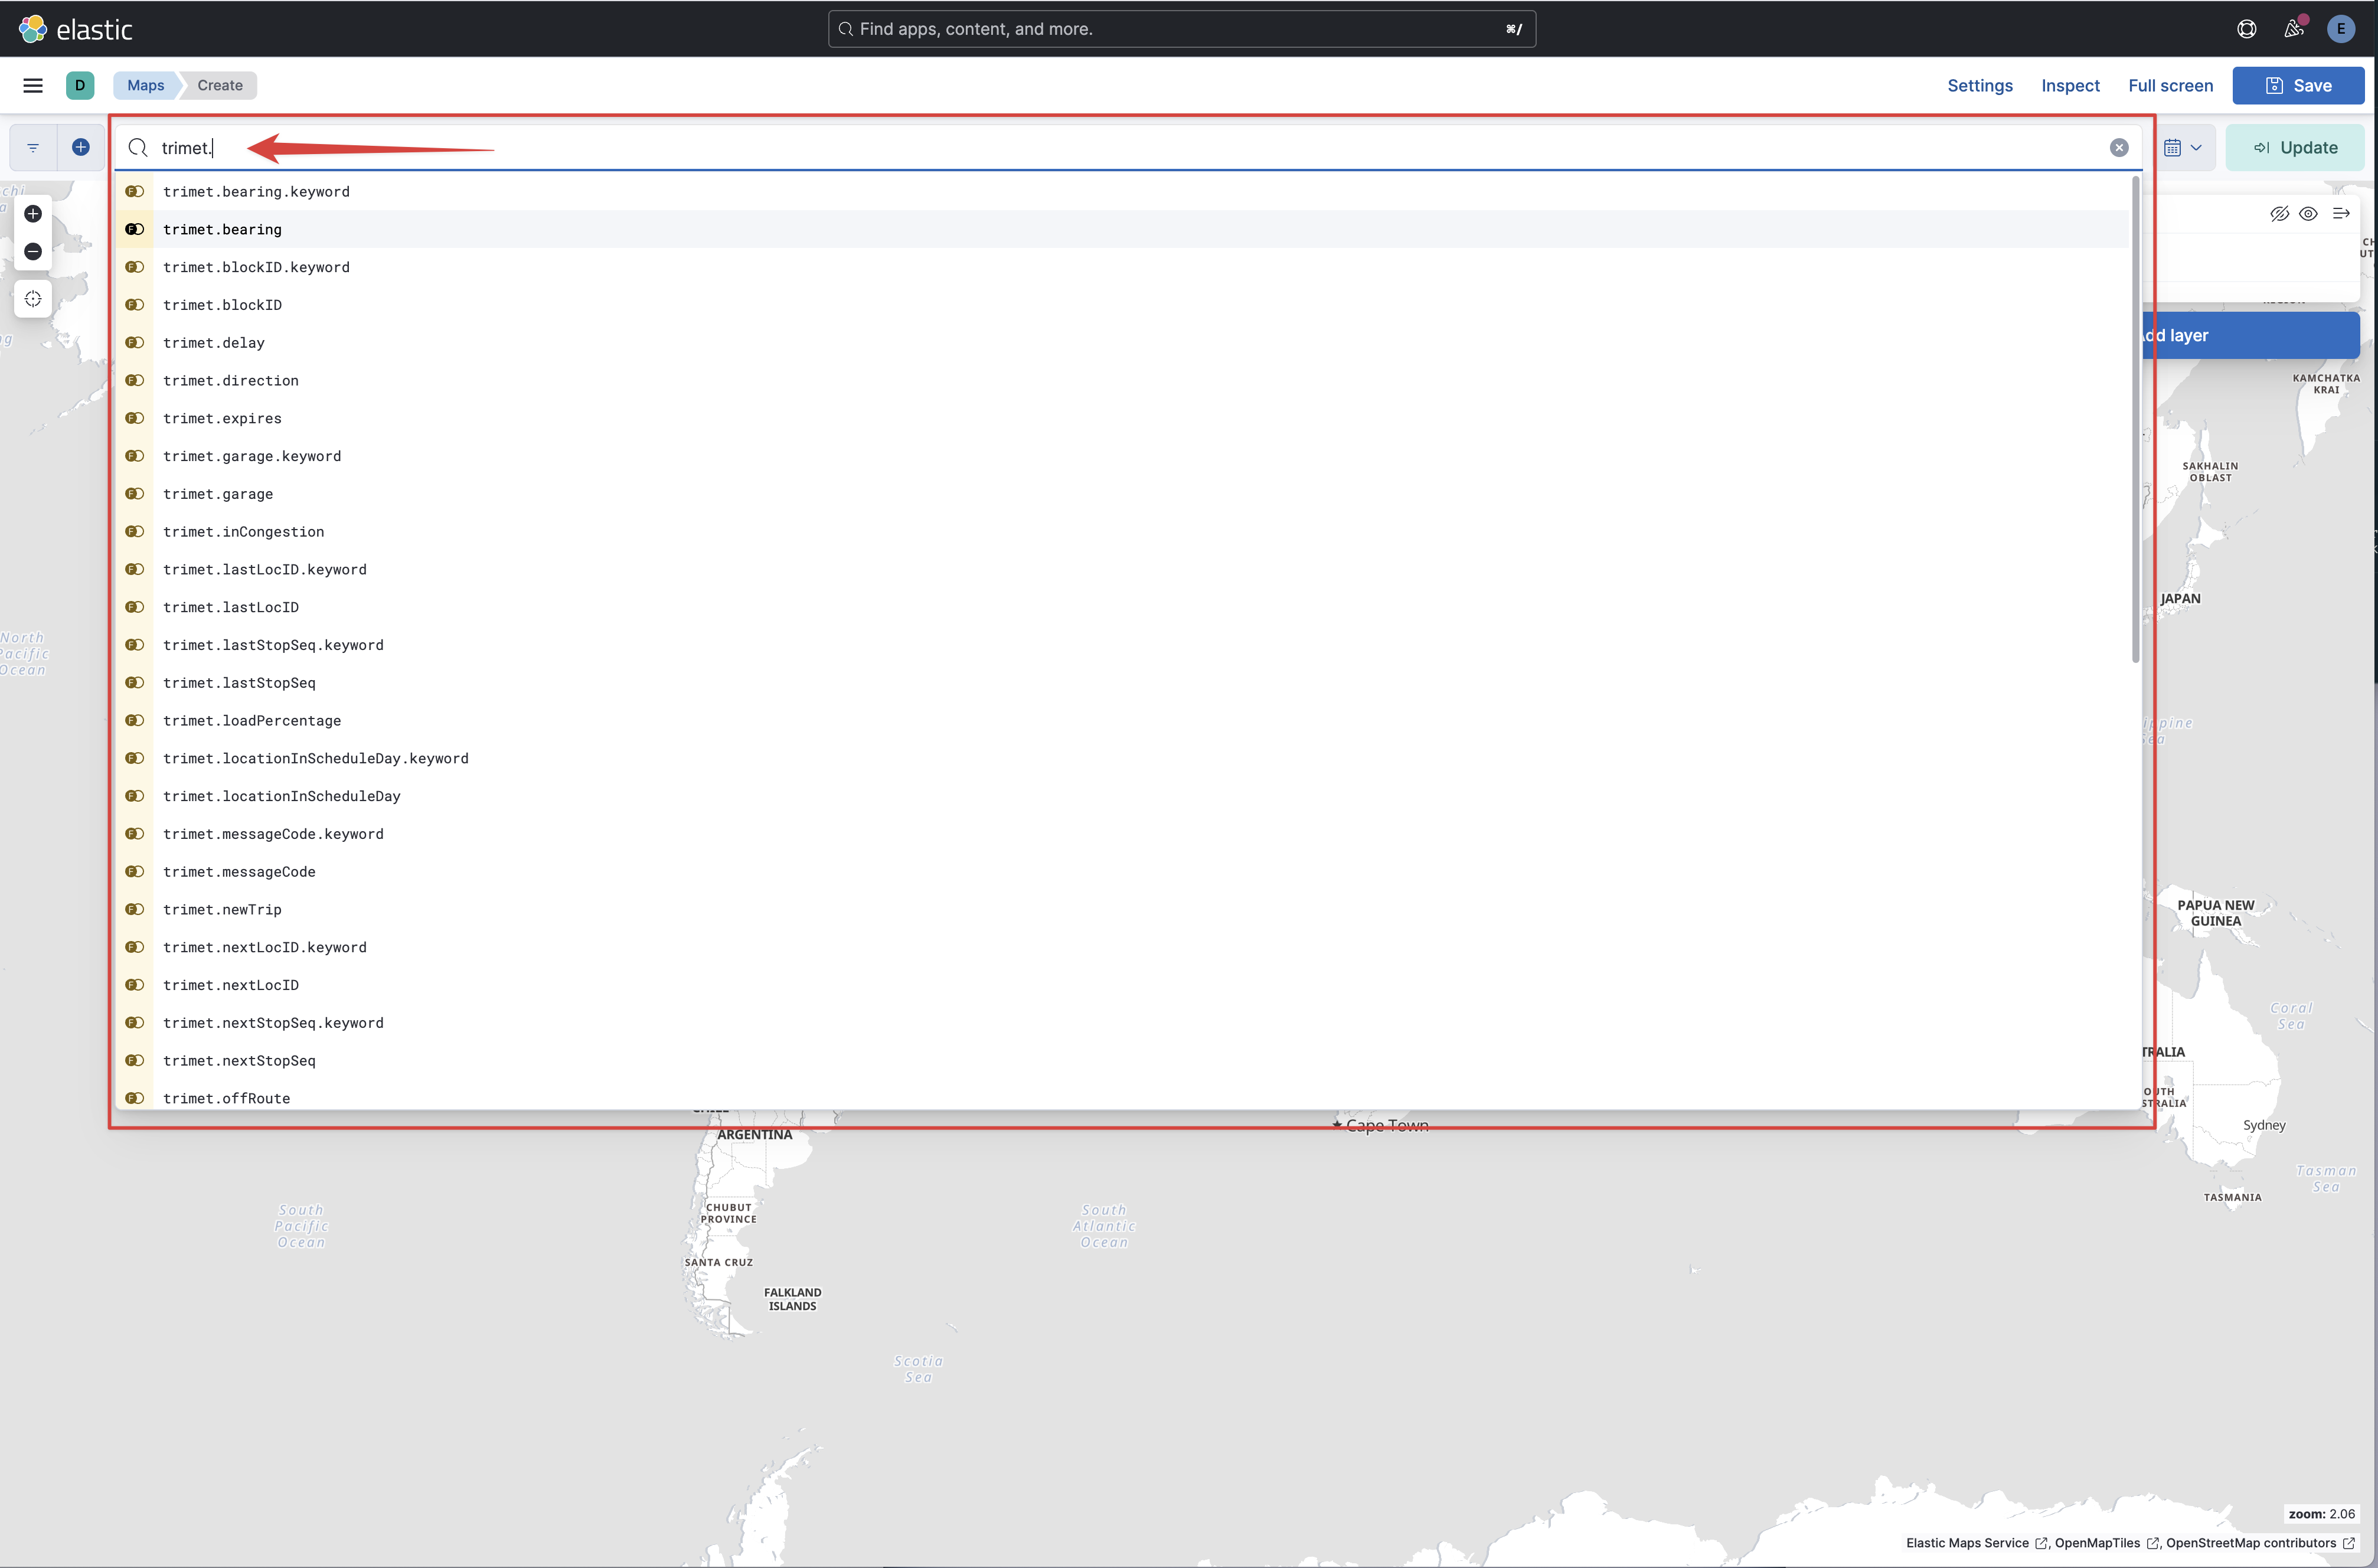 elastic
Find apps, content, and more.
⌘/
E
D
Maps
Create
Settings
Inspect
Full screen
Save
trimet.
Update
trimet.bearing.keyword
trimet.bearing
trimet.blockID.keyword
trimet.blockID
trimet.delay
trimet.direction
trimet.expires
trimet.garage.keyword
trimet.garage
trimet.inCongestion
trimet.lastLocID.keyword
trimet.lastLocID
trimet.lastStopSeq.keyword
trimet.lastStopSeq
trimet.loadPercentage
trimet.locationInScheduleDay.keyword
trimet.locationInScheduleDay
trimet.messageCode.keyword
trimet.messageCode
trimet.newTrip
trimet.nextLocID.keyword
trimet.nextLocID
trimet.nextStopSeq.keyword
trimet.nextStopSeq
trimet.offRoute
dd layer
KAMCHATKA
KRAI
SAKHALIN
OBLAST
JAPAN
North
Pacific
Ocean
PAPUA NEW
GUINEA
Coral
Sea
TRALIA
OUTH
STRALIA
Sydney
Tasman
Sea
TASMANIA
Cape Town
ARGENTINA
CHUBUT
PROVINCE
SANTA CRUZ
FALKLAND
ISLANDS
South
Pacific
Ocean
South
Atlantic
Ocean
Scotia
Sea
zoom: 2.06
Elastic Maps Service , OpenMapTiles , OpenStreetMap contributors